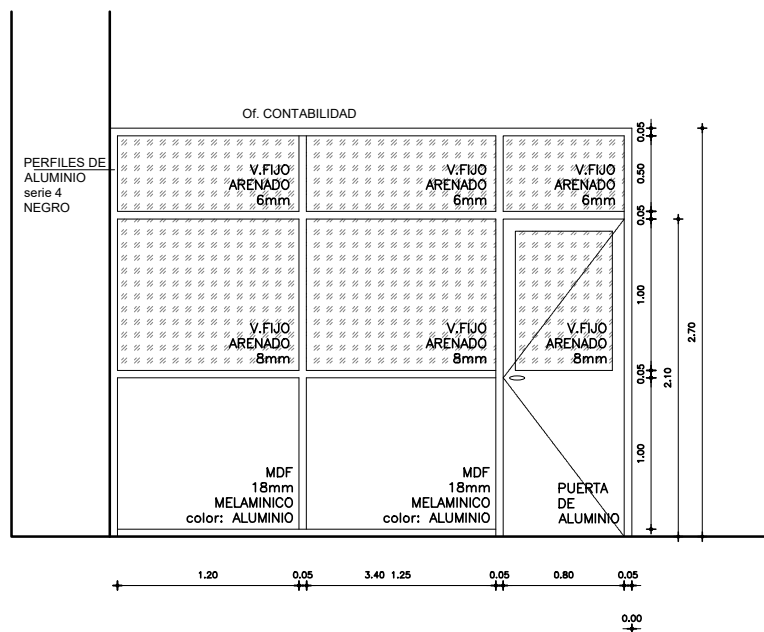 Of. CONTABILIDAD
PERFILES DE
ALUMINIO
serie 4
NEGRO
V.FIJO
ARENADO
6mm
V.FIJO
ARENADO
6mm
V.FIJO
ARENADO
6mm
V.FIJO
ARENADO
8mm
V.FIJO
ARENADO
8mm
V.FIJO
ARENADO
8mm
MDF
18mm
MELAMINICO
color: ALUMINIO
MDF
18mm
MELAMINICO
color: ALUMINIO
PUERTA
DE
ALUMINIO
0.05
0.50
0.05
1.00
0.05
1.00
2.10
2.70
1.20
0.05
3.40
1.25
0.05
0.80
0.05
0.00